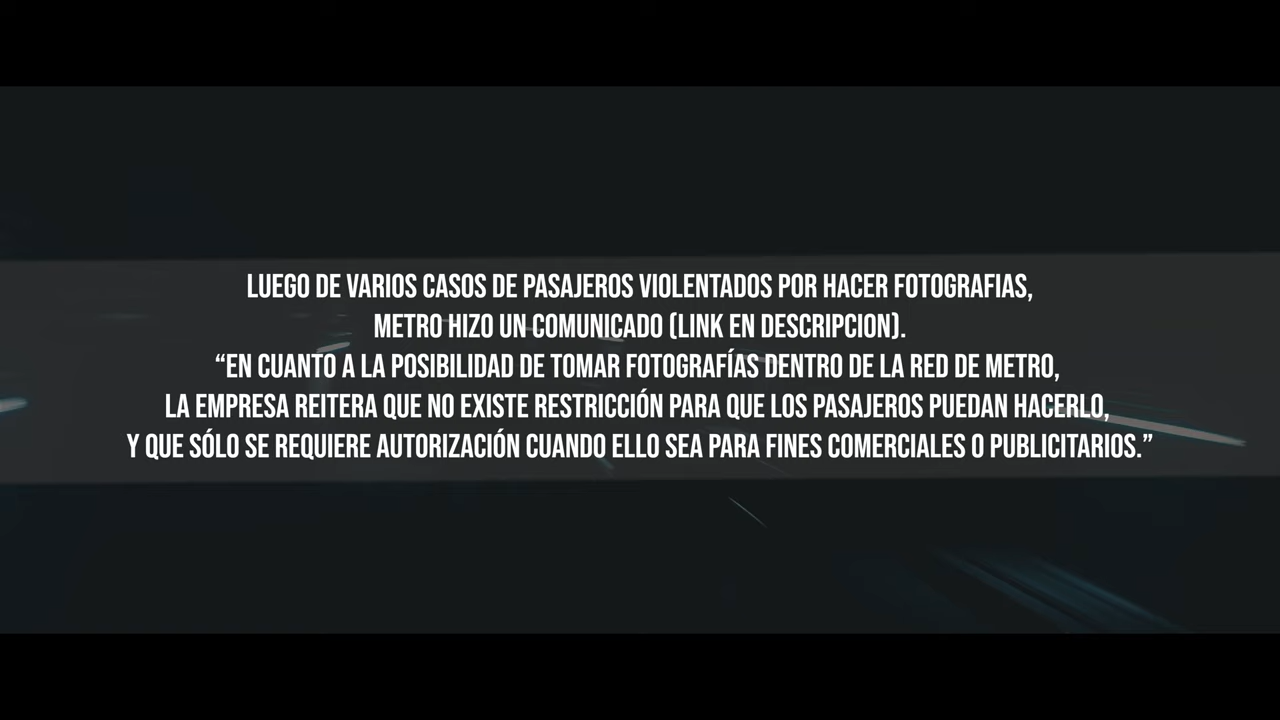 LUEGO DE VARIOS CASOS DE PASAJEROS VIOLENTADOS POR HACER FOTOGRAFIAS,
METRO HIZO UN COMUNICADO (LINK EN DESCRIPCION).
“EN CUANTO A LA POSIBILIDAD DE TOMAR FOTOGRAFÍAS DENTRO DE LA RED DE METRO,
LA EMPRESA REITERA QUE NO EXISTE RESTRICCIÓN PARA QUE LOS PASAJEROS PUEDAN HACERLO,
Y QUE SÓLO SE REQUIERE AUTORIZACIÓN CUANDO ELLO SEA PARA FINES COMERCIALES O PUBLICITARIOS.”